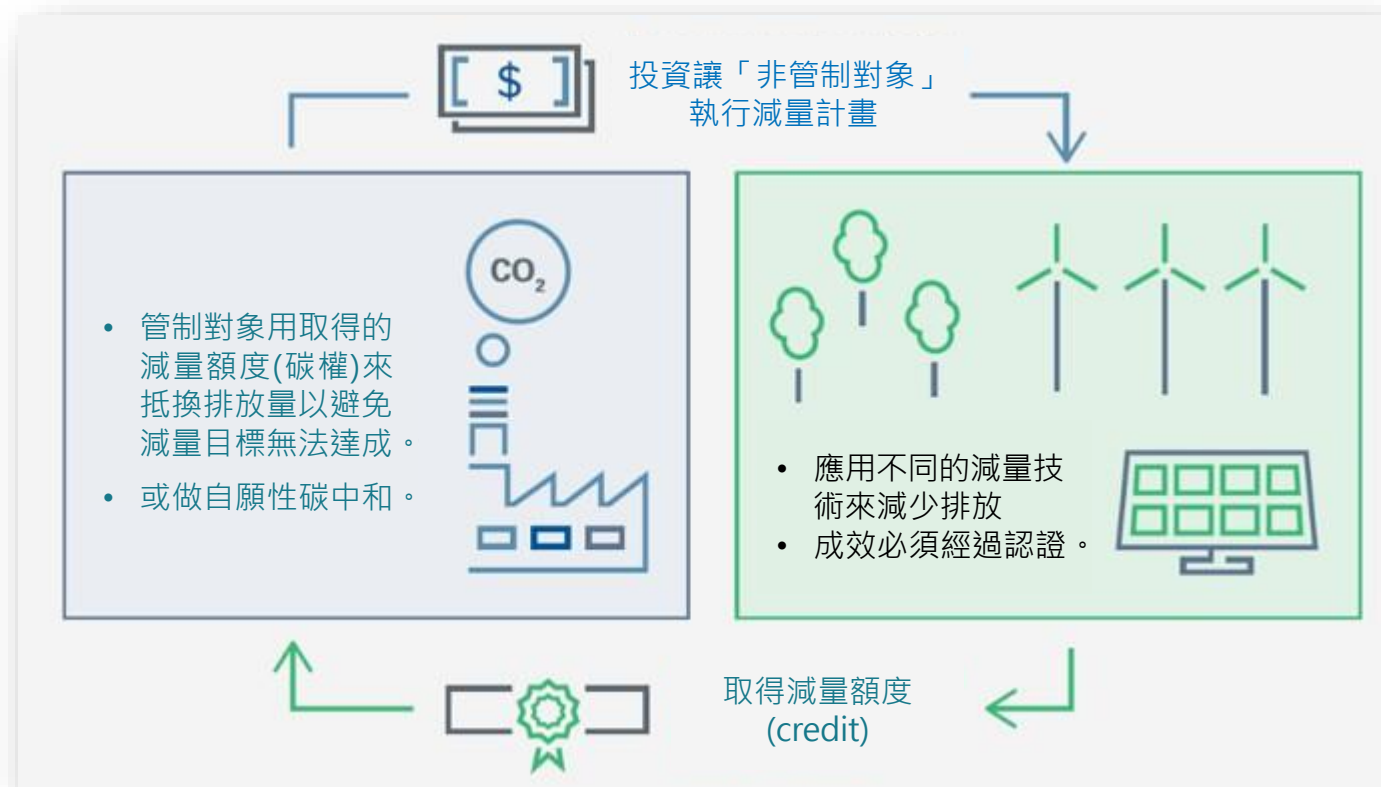 [ $ ]
投資讓「非管制對象」
執行減量計畫
CO₂
• 管制對象用取得的
減量額度(碳權)來
抵換排放量以避免
減量目標無法達成。
• 或做自願性碳中和。
• 應用不同的減量技
術來減少排放
• 成效必須經過認證。
取得減量額度
(credit)